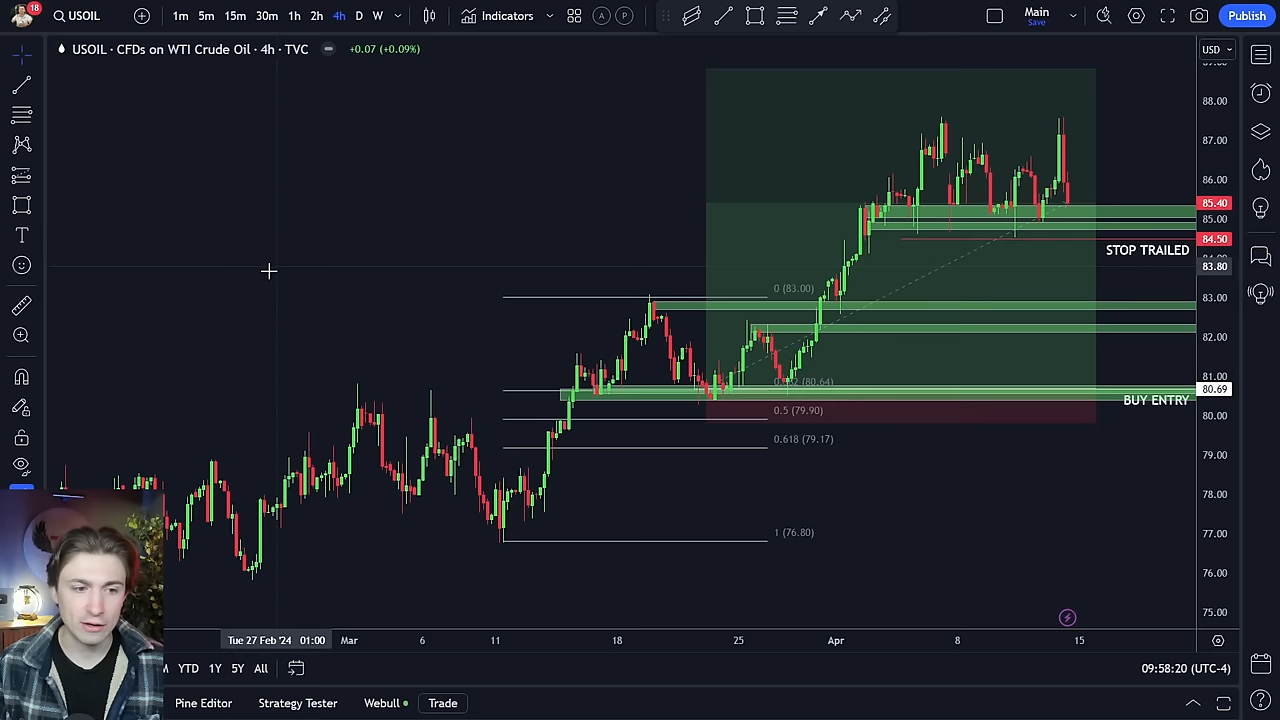 18
USOIL
1m 5m 15m 30m 1h 2h 4h D W
Indicators
A P
Main
Save
Publish
USOIL · CFDs on WTI Crude Oil · 4h · TVC
+0.07 (+0.09%)
USD
88.00
87.00
86.00
85.40
85.00
84.50
STOP TRAILED
83.80
0 (83.00)
83.00
82.00
81.00
80.69
BUY ENTRY
80.00
0.5 (79.90)
0.618 (79.17)
79.00
78.00
77.00
1 (76.80)
76.00
75.00
Tue 27 Feb '24 01:00
Mar
6
11
18
25
Apr
8
15
YTD 1Y 5Y All
09:58:20 (UTC-4)
Pine Editor
Strategy Tester
Webull
Trade